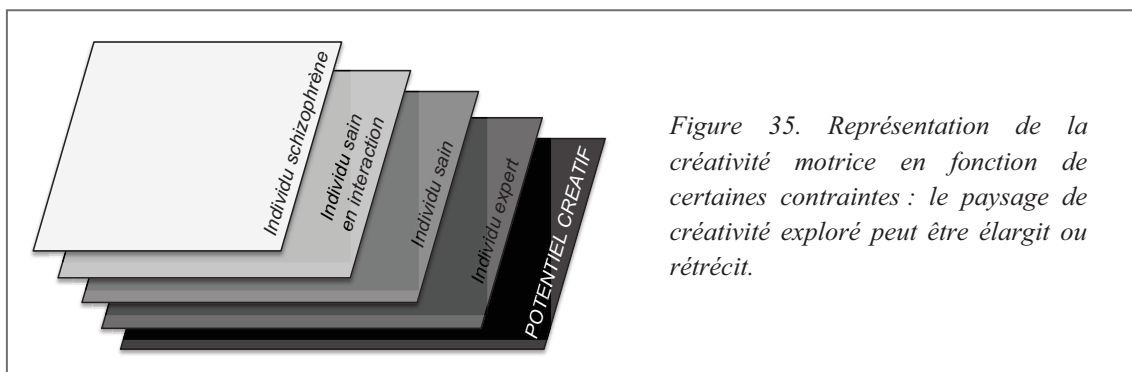 Individu schizophrène
Individu sain
en interaction
Individu sain
Individu expert
POTENTIEL CREATIF
Figure 35. Représentation de la
créativité motrice en fonction de
certaines contraintes : le paysage de
créativité exploré peut être élargit ou
rétrécit.